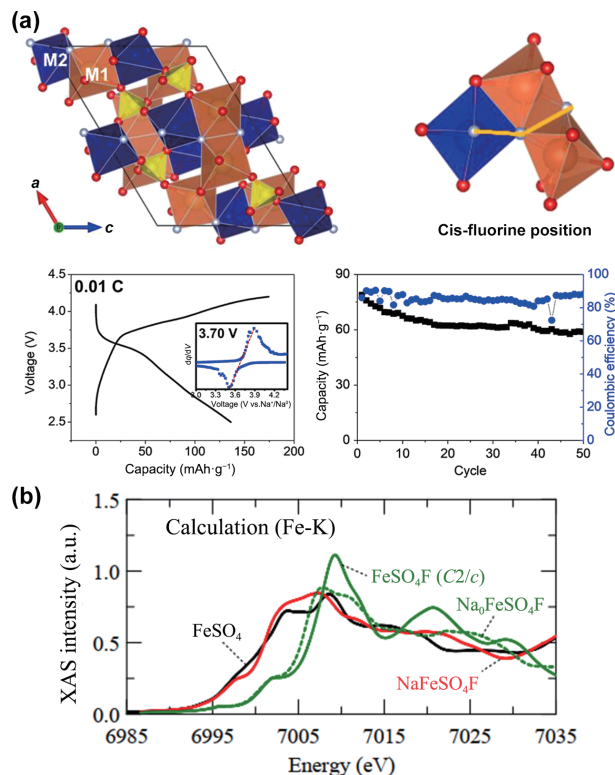 (a)
M2
M1
a
b
c
Cis-fluorine position
0.01 C
4.5
4.0
3.5
3.0
2.5
Voltage (V)
0
50
100
150
200
Capacity (mAh·g⁻¹)
3.70 V
dq/dV
3.0 3.3 3.6 3.9 4.2
Voltage (V vs.Na⁺/Na⁰)
90
60
30
0
Capacity (mAh·g⁻¹)
100
80
60
40
20
0
Coulombic efficiency (%)
0
10
20
30
40
50
Cycle
(b)
Calculation (Fe-K)
1.5
1.0
0.5
0.0
XAS intensity (a.u.)
FeSO₄F (C2/c)
Na₀FeSO₄F
FeSO₄
NaFeSO₄F
6985
6995
7005
7015
7025
7035
Energy (eV)